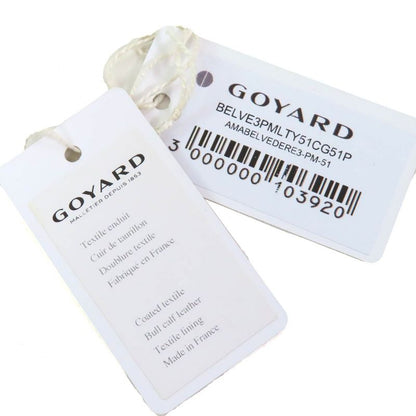 GOYARD
MALLETIER DEPUIS 1853
Textile enduit
Cuir de taurillon
Doublure textile
Fabriqué en France
Coated textile
Bull calf leather
Textile lining
Made in France
GOYARD
BELVE3PMLTY51CG51P
AMABELVEDERE3-PM-51
3 000000 103920